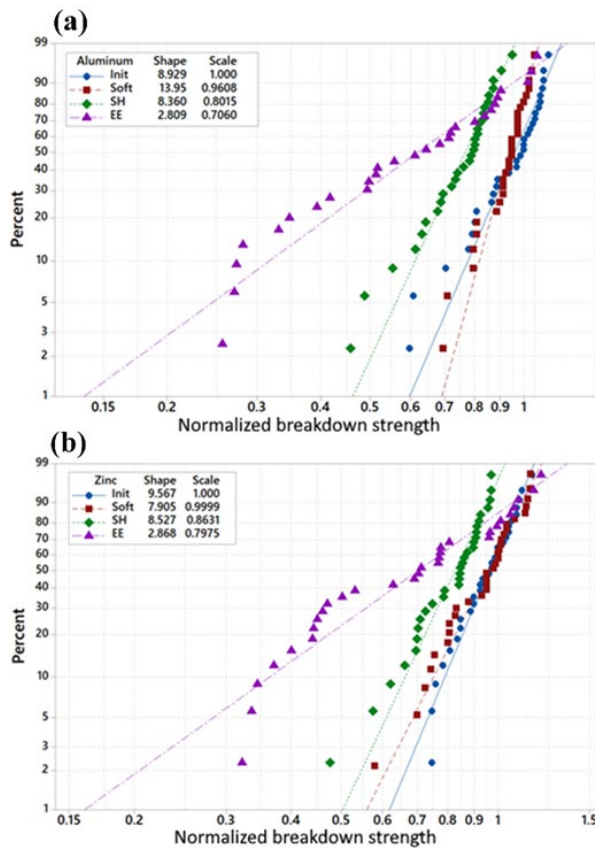 (a)
99
90
80
70
60
50
40
30
20
10
5
3
2
1
Percent
Aluminum Shape Scale
Init 8.929 1.000
Soft 13.95 0.9608
SH 8.360 0.8015
EE 2.809 0.7060
0.2 0.3 0.4 0.5 0.6 0.7 0.8 0.9 1
Normalized breakdown strength
(b)
99
90
80
70
60
50
40
30
20
10
5
3
2
1
Percent
Zinc Shape Scale
Init 9.567 1.000
Soft 7.905 0.9999
SH 8.527 0.8631
EE 2.868 0.7975
0.15 0.2 0.3 0.4 0.5 0.6 0.7 0.8 0.9 1 1.5
Normalized breakdown strength